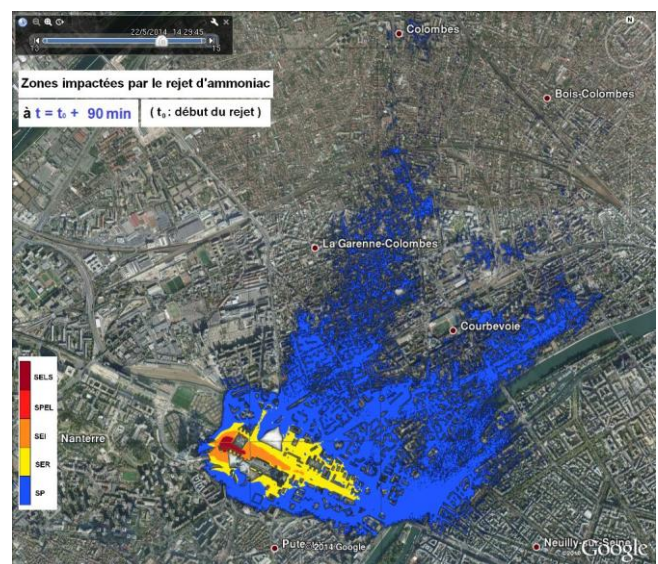 22/5/2014 14:29:45
13
15
Zones impactées par le rejet d'ammoniac
à t = t₀ + 90 min
( t₀ : début du rejet )
N
Colombes
Bois-Colombes
La Garenne-Colombes
Courbevoie
SELS
SPEL
SEI
SER
SP
Nanterre
© 2014 Google
Neuilly-sur-Seine
Google